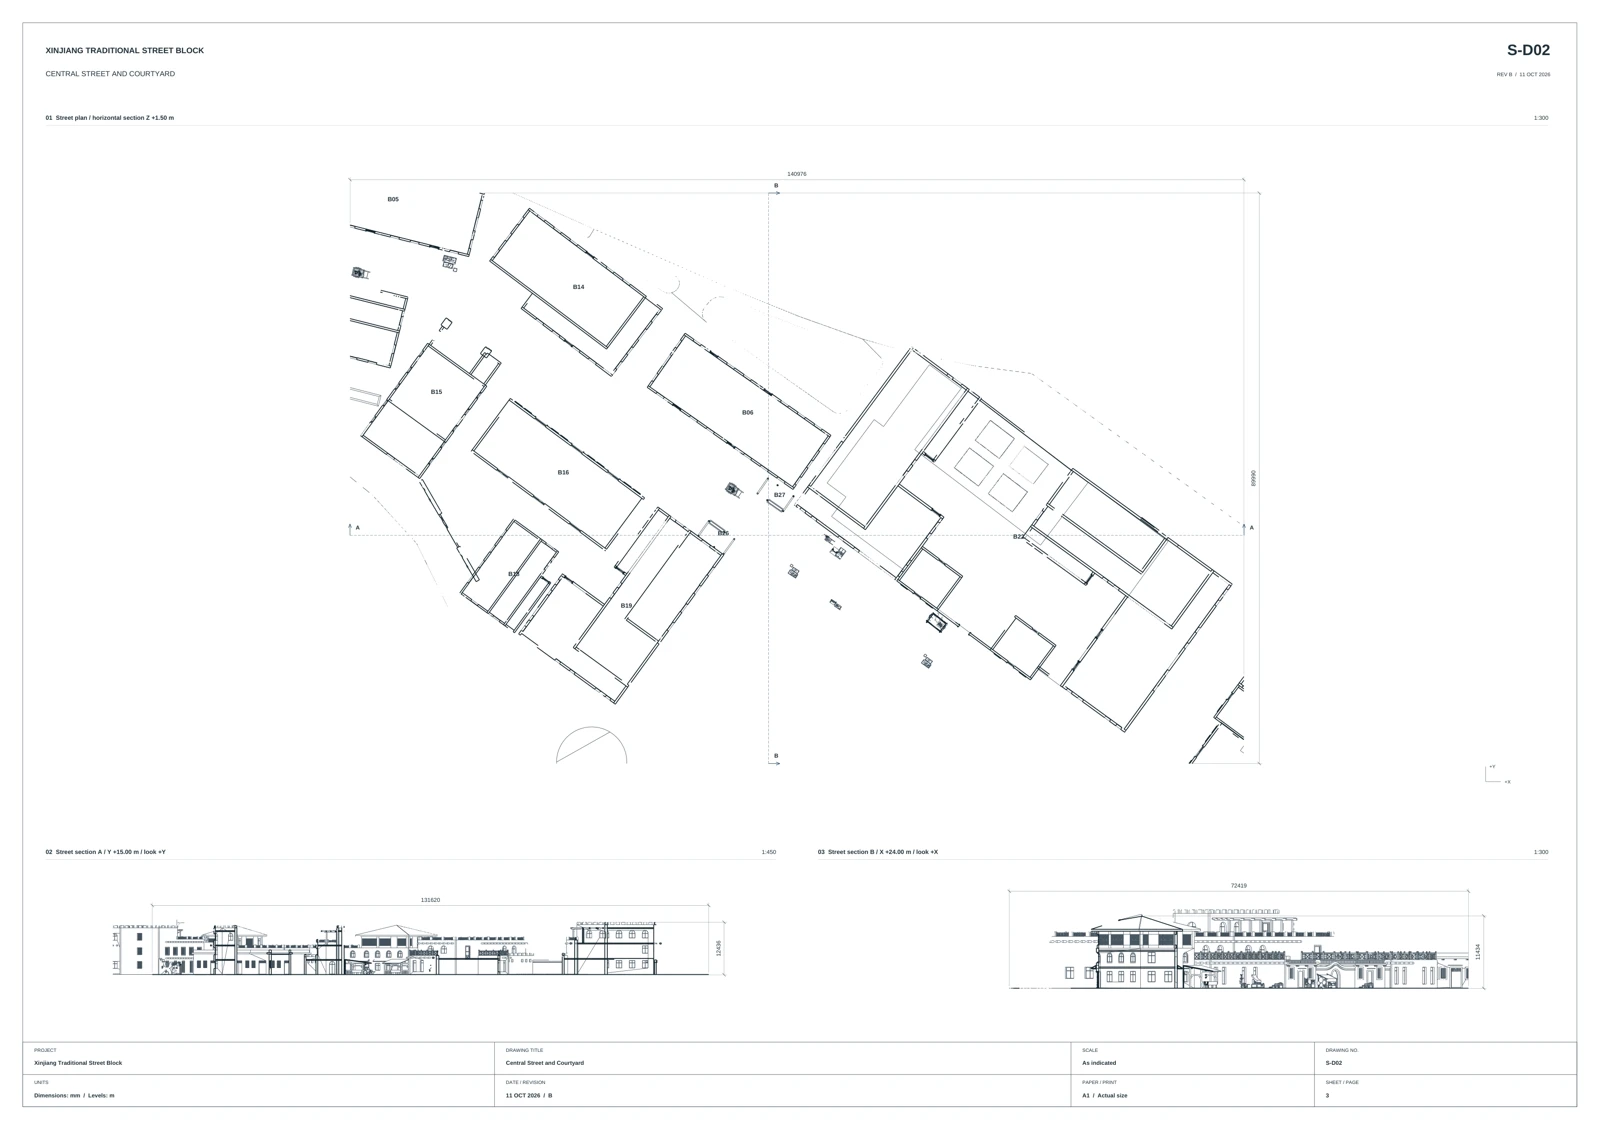 XINJIANG TRADITIONAL STREET BLOCK
S-D02
CENTRAL STREET AND COURTYARD
REV B / 11 OCT 2026
01 Street plan / horizontal section Z +1.50 m
1:300
140976
B
B05
B14
B15
B06
B16
B27
69990
A
A
B22
B18
B19
B
+Y
+X
02 Street section A / Y +15.00 m / look +Y
1:450
03 Street section B / X +24.00 m / look +X
1:300
131620
12436
72419
11434
PROJECT
Xinjiang Traditional Street Block
DRAWING TITLE
Central Street and Courtyard
SCALE
As indicated
DRAWING NO.
S-D02
UNITS
Dimensions: mm / Levels: m
DATE / REVISION
11 OCT 2026 / B
PAPER / PRINT
A1 / Actual size
SHEET / PAGE
3